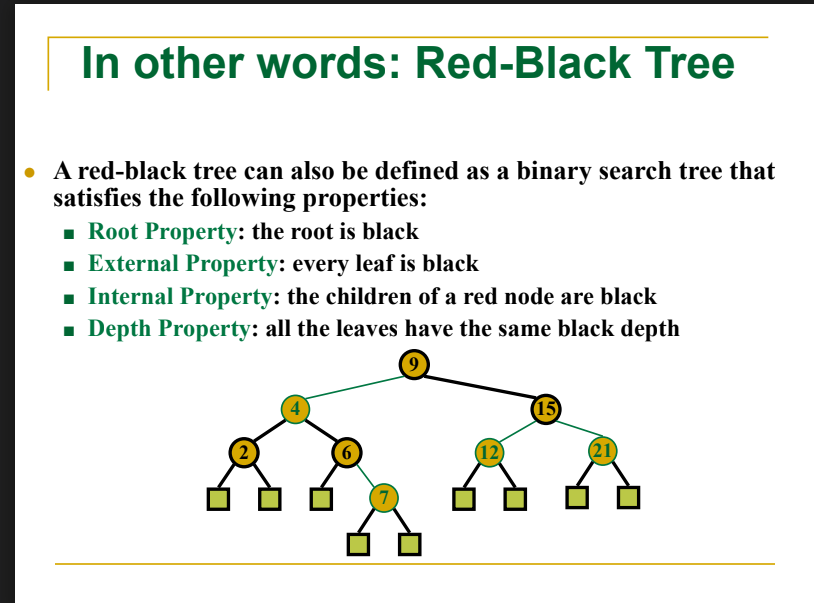 In other words: Red-Black Tree
A red-black tree can also be defined as a binary search tree that
satisfies the following properties:
Root Property: the root is black
External Property: every leaf is black
Internal Property: the children of a red node are black
Depth Property: all the leaves have the same black depth
9
4 15
2 6 12 21
7